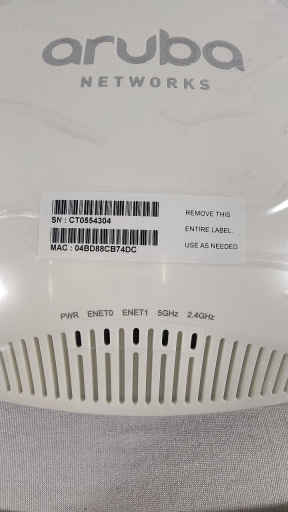 aruba
NETWORKS
SN : CT0554304
MAC : 04BD88CB74DC
REMOVE THIS
ENTIRE LABEL.
USE AS NEEDED
PWR ENET0 ENET1 5GHz 2.4GHz